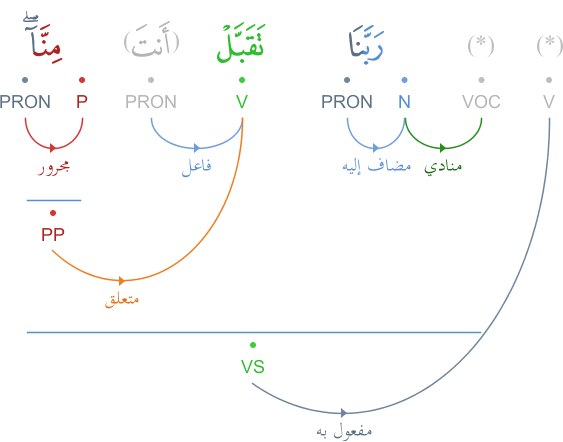 (*) (*) رَبَّنَا تَقَبَّلْ (أَنتَ) مِنَّآۖ
V VOC N PRON V PRON P PRON
منادي مضاف إليه فاعل مجرور
PP
متعلق
VS
مفعول به